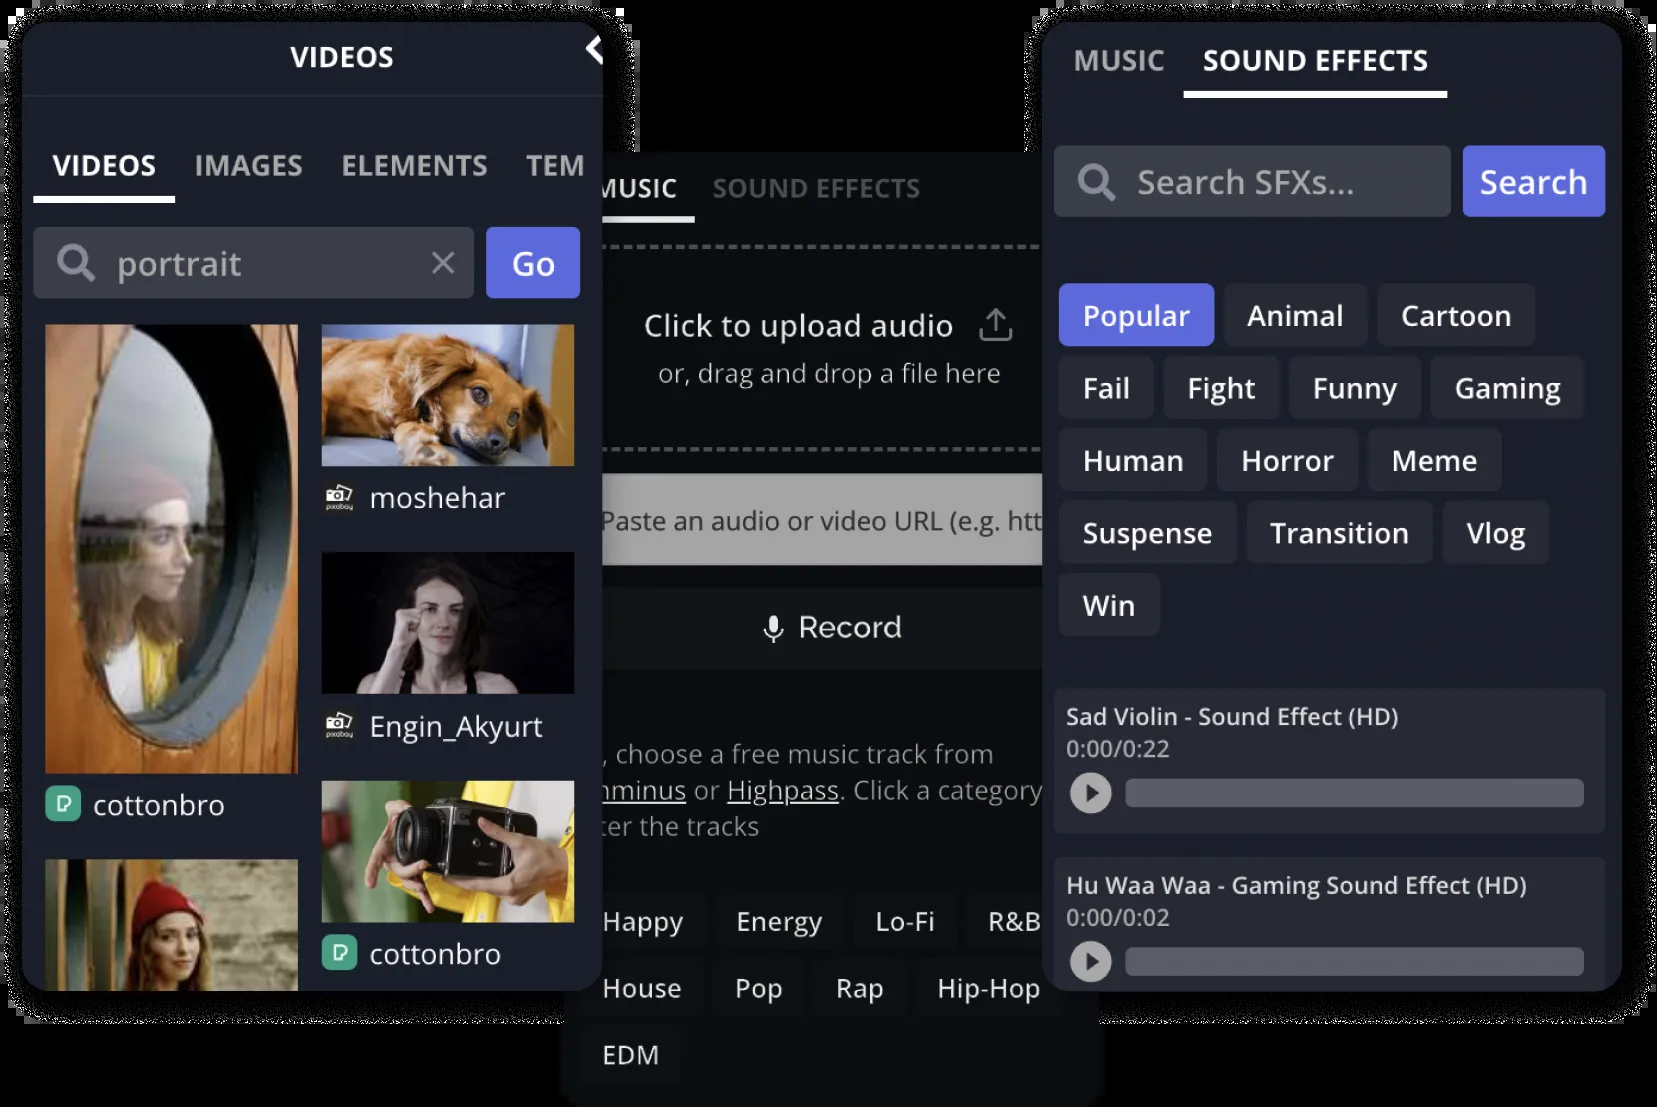 VIDEOS
VIDEOS IMAGES ELEMENTS TEM
portrait
Go
moshehar
Engin_Akyurt
cottonbro
cottonbro
MUSIC SOUND EFFECTS
Click to upload audio
or, drag and drop a file here
Paste an audio or video URL (e.g. htt
Record
, choose a free music track from
or Highpass. Click a category
the tracks
Happy Energy Lo-Fi R&B
House Pop Rap Hip-Hop
EDM
MUSIC SOUND EFFECTS
Search SFXs...
Search
Popular Animal Cartoon
Fail Fight Funny Gaming
Human Horror Meme
Suspense Transition Vlog
Win
Sad Violin - Sound Effect (HD)
0:00/0:22
Hu Waa Waa - Gaming Sound Effect (HD)
0:00/0:02